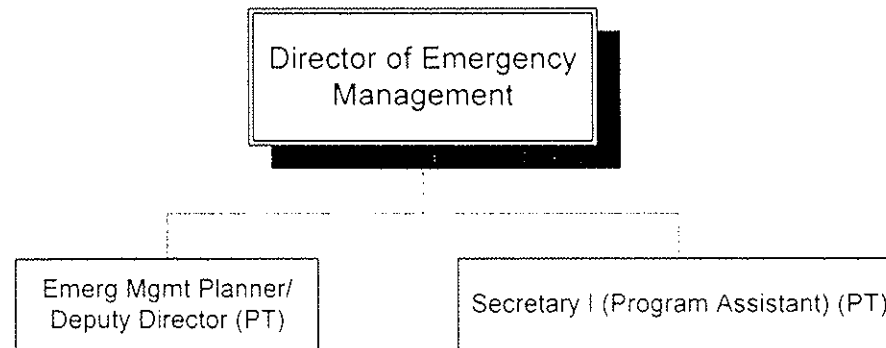 Director of Emergency
Management
Emerg Mgmt Planner/
Deputy Director (PT)
Secretary I (Program Assistant) (PT)